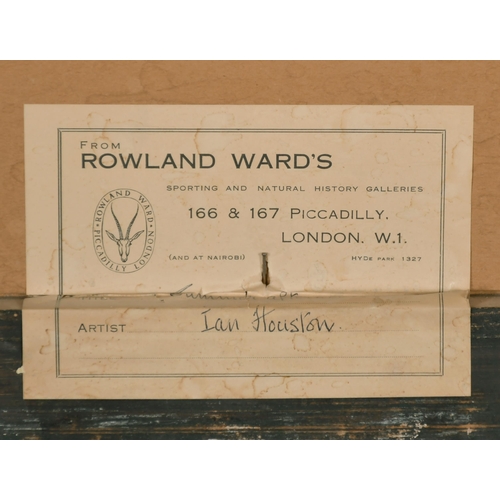 FROM
ROWLAND WARD'S
SPORTING AND NATURAL HISTORY GALLERIES
166 & 167 PICCADILLY,
LONDON. W.1.
(AND AT NAIROBI) HYDE PARK 1327
ROWLAND WARD
PICCADILLY LONDON
ARTIST Ian Houston.